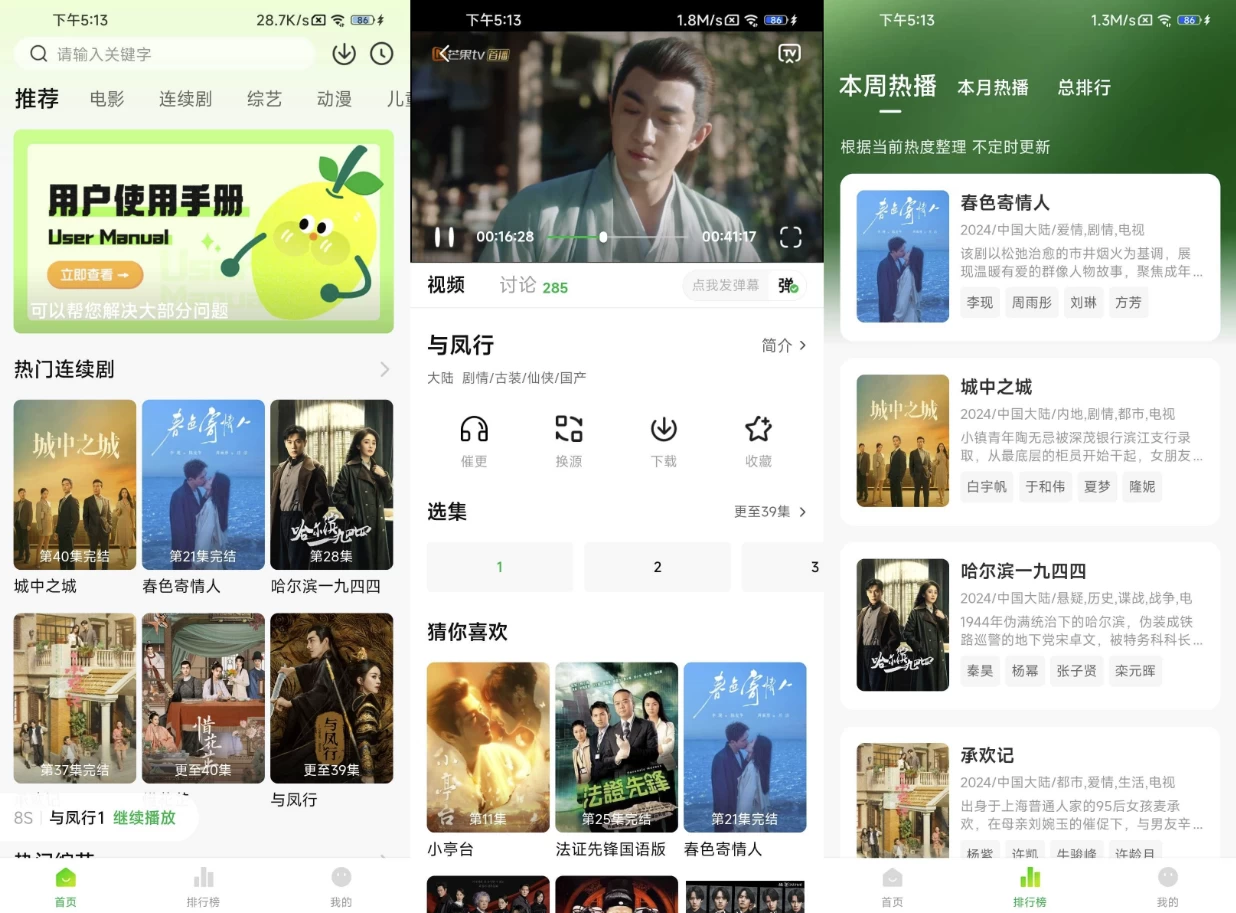 下午5:13
28.7K/s
86
请输入关键字
推荐
电影
连续剧
综艺
动漫
用户使用手册
User Manual
立即查看 →
可以帮您解决大部分问题
热门连续剧
城中之城
春色寄情人
哈尔滨一九四四
第40集完结
第21集完结
第28集
城中之城
春色寄情人
哈尔滨一九四四
惜花芷
与凤行
第37集完结
更至40集
更至39集
与凤行
8S
与凤行1 继续播放
首页
排行榜
我的
下午5:13
1.8M/s
86
芒果tv首播
TV
00:16:28
00:41:17
视频
讨论 285
点我发弹幕
弹
与凤行
简介
大陆 剧情/古装/仙侠/国产
催更
换源
下载
收藏
选集
更至39集
1
2
3
猜你喜欢
小亭台
法證先鋒
春色寄情人
第11集
第25集完结
第21集完结
小亭台
法证先锋国语版
春色寄情人
下午5:13
1.3M/s
86
本周热播
本月热播
总排行
根据当前热度整理 不定时更新
春色寄情人
春色寄情人
2024/中国大陆/爱情,剧情,电视
该剧以松弛治愈的市井烟火为基调，展
现温暖有爱的群像人物故事，聚焦成年...
李现
周雨彤
刘琳
方芳
城中之城
城中之城
2024/中国大陆/内地,剧情,都市,电视
小镇青年陶无忌被深茂银行滨江支行录
取，从最底层的柜员开始干起，女朋友...
白宇帆
于和伟
夏梦
隆妮
哈尔滨一九四四
哈尔滨一九四四
2024/中国大陆/悬疑,历史,谍战,战争,电
1944年伪满统治下的哈尔滨，伪装成铁
路巡警的地下党宋卓文，被特务科科长...
秦昊
杨幂
张子贤
栾元晖
承欢记
2024/中国大陆/都市,爱情,生活,电视
出身于上海普通人家的95后女孩麦承
欢，在母亲刘婉玉的催促下，与男友辛...
杨紫
许凯
牛骏峰
许龄月
首页
排行榜
我的